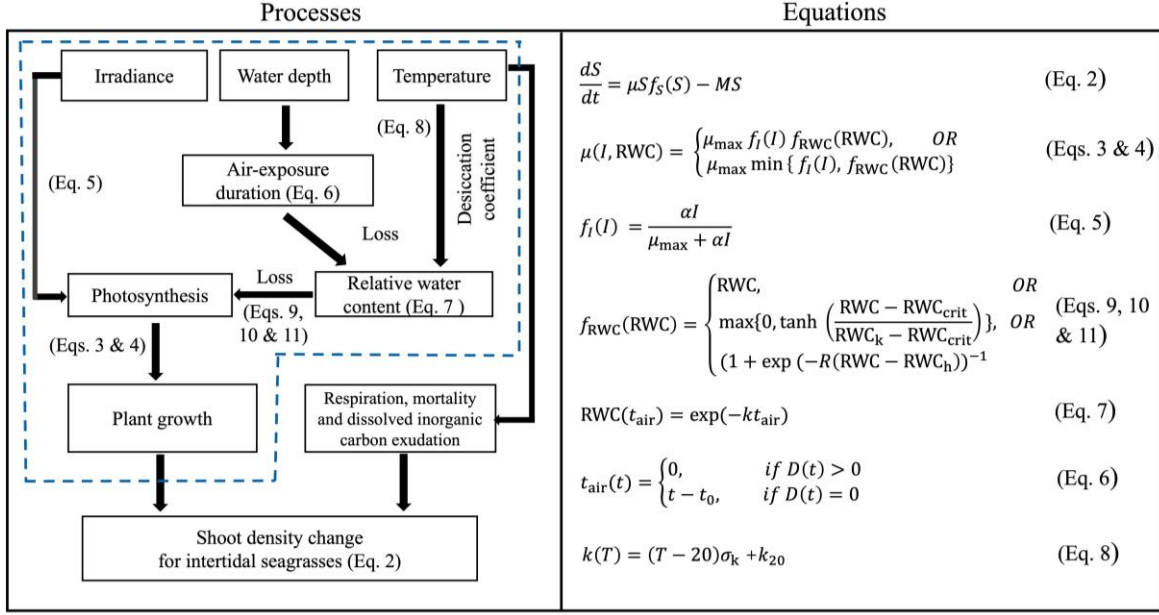 Processes
Equations
Irradiance
Water depth
Temperature
(Eq. 8)
Desiccation
coefficient
(Eq. 5)
Air-exposure
duration (Eq. 6)
Loss
Photosynthesis
Loss
(Eqs. 9,
10 & 11)
Relative water
content (Eq. 7 )
(Eqs. 3 & 4)
Plant growth
Respiration, mortality
and dissolved inorganic
carbon exudation
Shoot density change
for intertidal seagrasses (Eq. 2)
dS/dt = μSf_S(S) − MS (Eq. 2)
μ(I, RWC) = { μ_max f_I(I) f_RWC(RWC), OR
μ_max min { f_I(I), f_RWC(RWC)} (Eqs. 3 & 4)
f_I(I) = αI / (μ_max + αI) (Eq. 5)
f_RWC(RWC) = { RWC, OR
max{0, tanh ((RWC − RWC_crit) / (RWC_k − RWC_crit))}, OR
(1 + exp (−R(RWC − RWC_h))^−1 (Eqs. 9, 10
& 11)
RWC(t_air) = exp(−kt_air) (Eq. 7)
t_air(t) = { 0, if D(t) > 0
t − t_0, if D(t) = 0 (Eq. 6)
k(T) = (T − 20)σ_k +k_20 (Eq. 8)